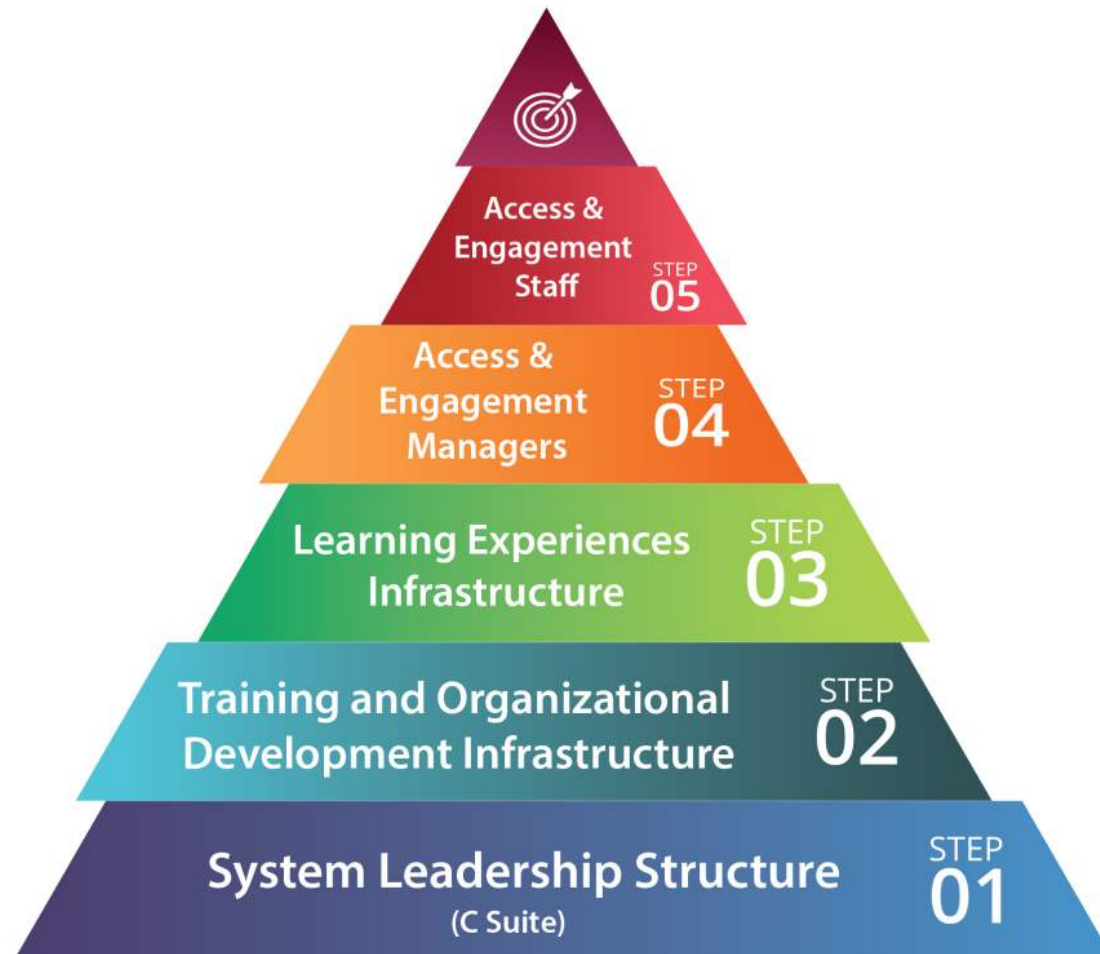 Access &
Engagement
Staff
STEP
05
Access &
Engagement
Managers
STEP
04
Learning Experiences
Infrastructure
STEP
03
Training and Organizational
Development Infrastructure
STEP
02
System Leadership Structure
(C Suite)
STEP
01